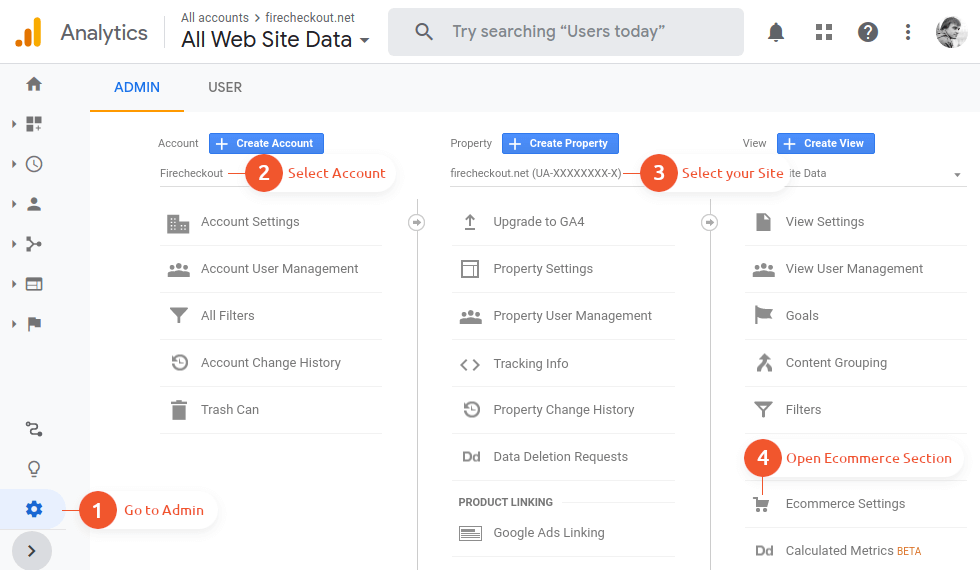 Analytics
All accounts > firecheckout.net
All Web Site Data
Try searching “Users today”
ADMIN USER
Account + Create Account
Firecheckout
2 Select Account
Account Settings
Account User Management
All Filters
Account Change History
Trash Can
Property + Create Property
firecheckout.net (UA-XXXXXXXX-X)
3 Select your Site
Upgrade to GA4
Property Settings
Property User Management
Tracking Info
Property Change History
Dd Data Deletion Requests
PRODUCT LINKING
Google Ads Linking
View + Create View
ite Data
View Settings
View User Management
Goals
Content Grouping
Filters
4 Open Ecommerce Section
Ecommerce Settings
Dd Calculated Metrics BETA
1 Go to Admin